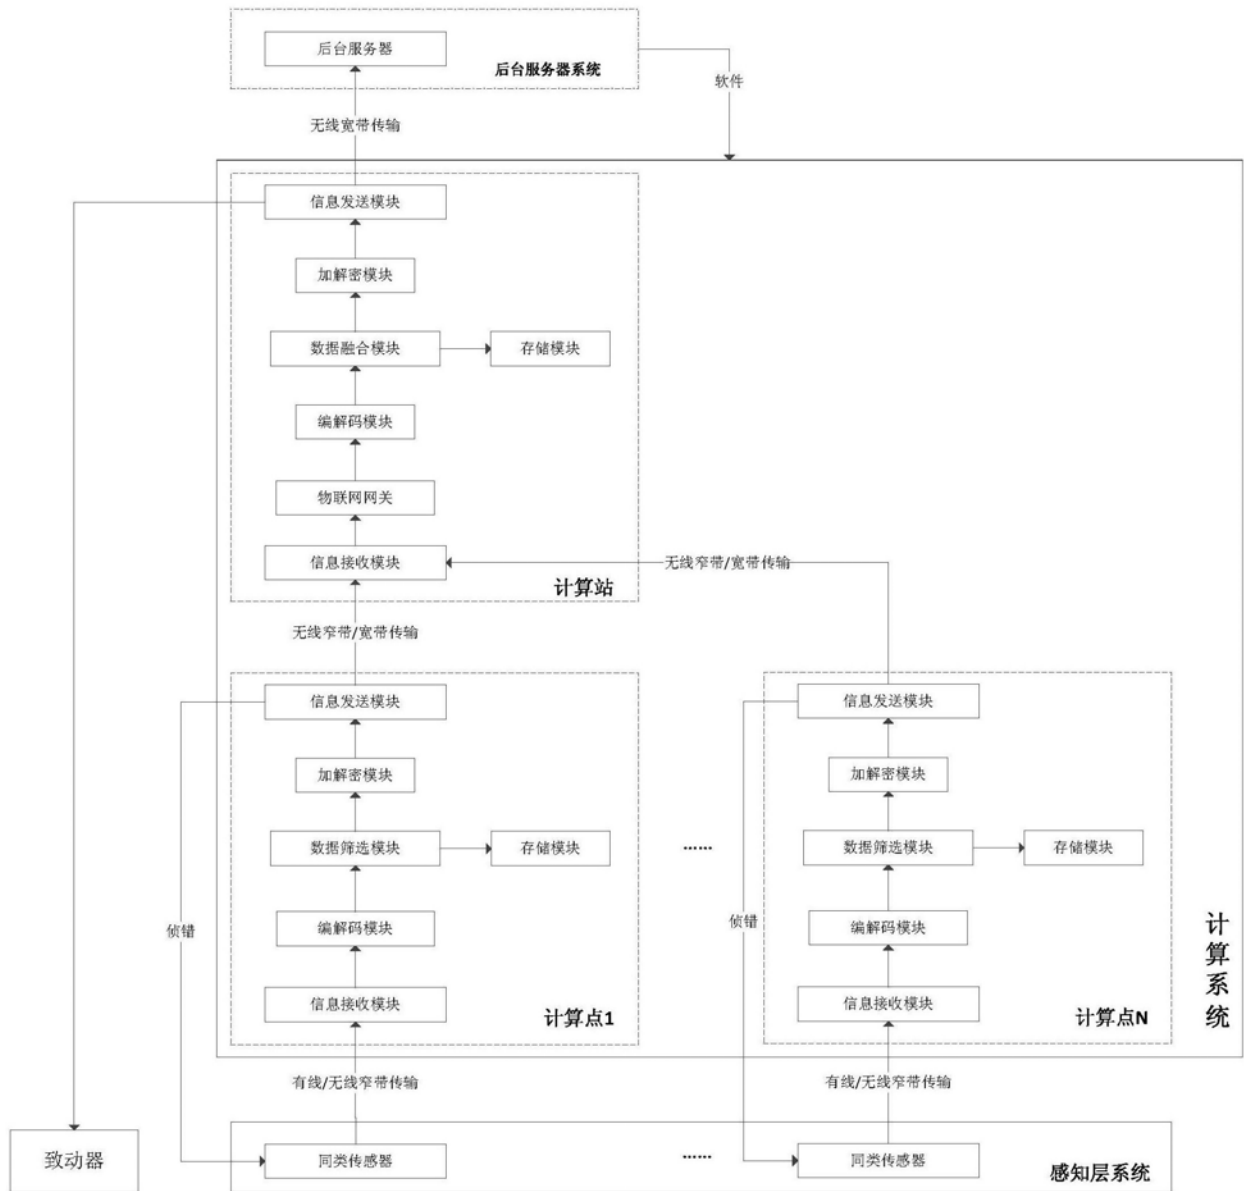 后台服务器
后台服务器系统
软件
无线宽带传输
信息发送模块
加解密模块
数据融合模块
存储模块
编解码模块
物联网网关
信息接收模块
无线窄带/宽带传输
计算站
无线窄带/宽带传输
信息发送模块
信息发送模块
加解密模块
加解密模块
数据筛选模块
存储模块
......
数据筛选模块
存储模块
侦错
编解码模块
侦错
编解码模块
计算系统
信息接收模块
计算点1
信息接收模块
计算点N
有线/无线窄带传输
有线/无线窄带传输
致动器
同类传感器
......
同类传感器
感知层系统